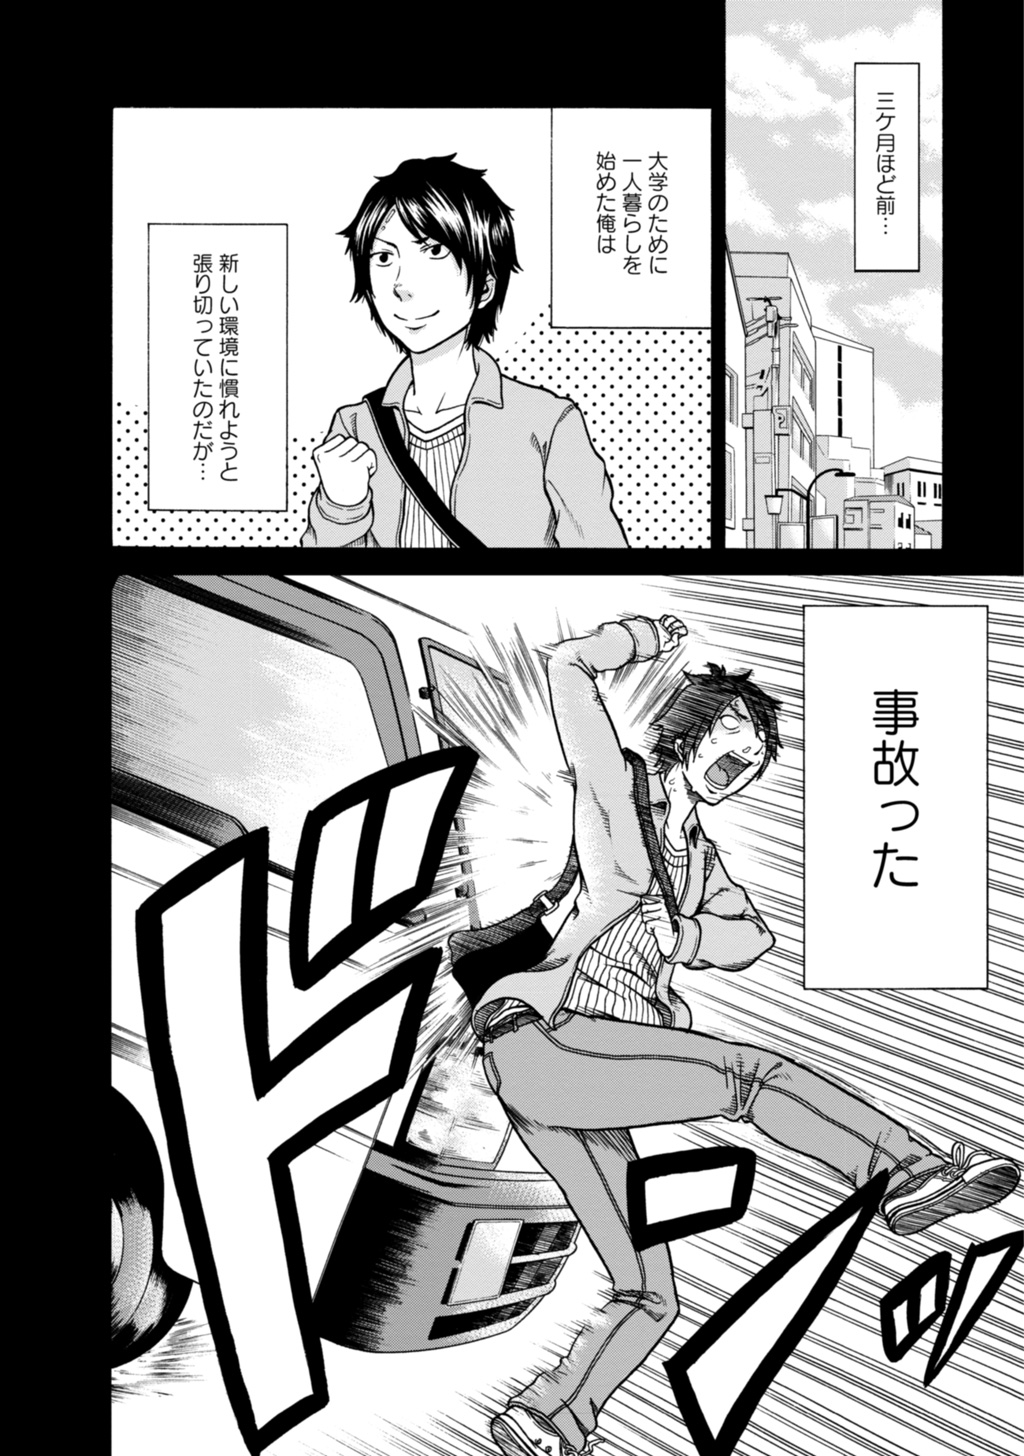 三ケ月ほど前…
大学のために
一人暮らしを
始めた俺は
新しい環境に慣れようと
張り切っていたのだが…
事故った
ドンッ